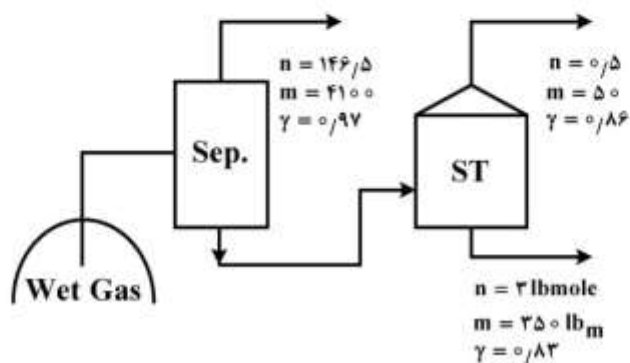 n = ۱۴۶/۵
m = ۴۱۰۰
γ = ۰/۹۷
n = ۰/۵
m = ۵۰
γ = ۰/۸۶
Sep.
ST
Wet Gas
n = ۳ lbmole
m = ۳۵۰ lbm
γ = ۰/۸۳